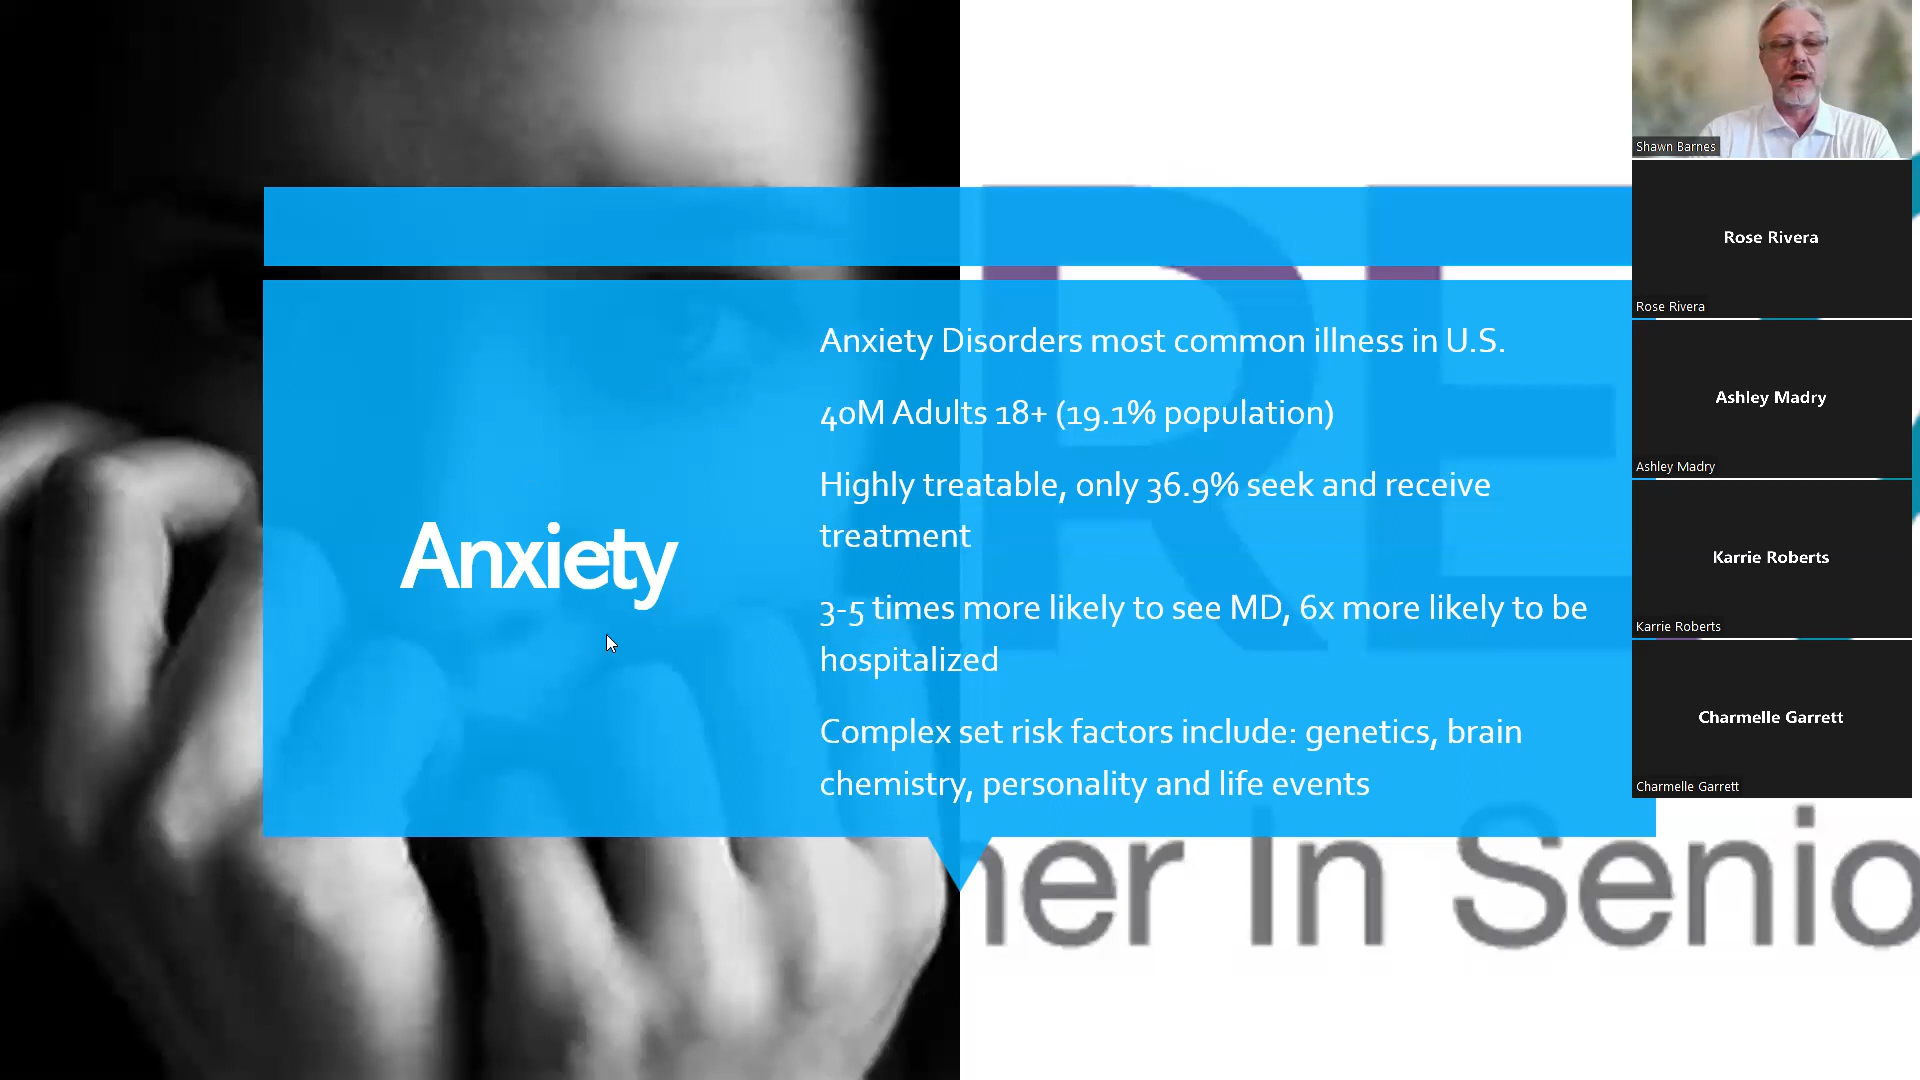 Anxiety
Anxiety Disorders most common illness in U.S.
40M Adults 18+ (19.1% population)
Highly treatable, only 36.9% seek and receive
treatment
3-5 times more likely to see MD, 6x more likely to be
hospitalized
Complex set risk factors include: genetics, brain
chemistry, personality and life events
RE
ner In Senio
Shawn Barnes
Rose Rivera
Rose Rivera
Ashley Madry
Ashley Madry
Karrie Roberts
Karrie Roberts
Charmelle Garrett
Charmelle Garrett